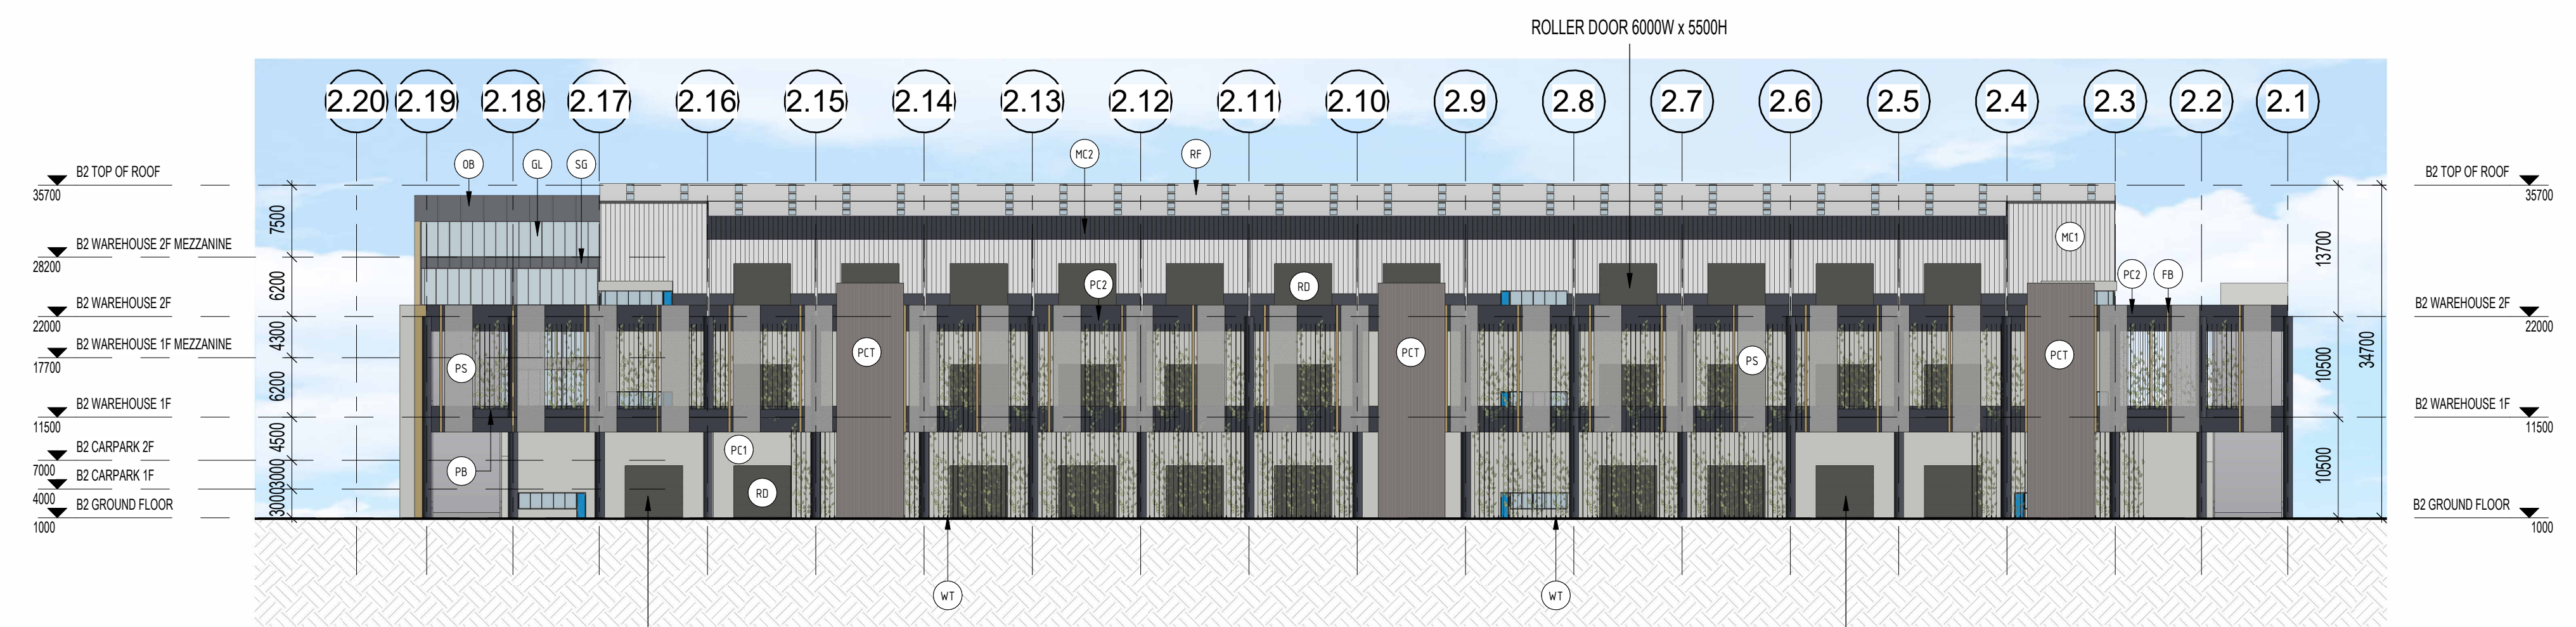 ROLLER DOOR 6000W x 5500H
2.20 2.19 2.18 2.17 2.16 2.15 2.14 2.13 2.12 2.11 2.10 2.9 2.8 2.7 2.6 2.5 2.4 2.3 2.2 2.1
OB GL SG MC2 RF
B2 TOP OF ROOF
35700
7500
B2 WAREHOUSE 2F MEZZANINE
28200
6200
B2 WAREHOUSE 2F
22000
4300
B2 WAREHOUSE 1F MEZZANINE
17700
6200
B2 WAREHOUSE 1F
11500
4500
B2 CARPARK 2F
7000
3000
B2 CARPARK 1F
4000
3000
B2 GROUND FLOOR
1000
MC1
PC2 RD PC2 FB
PS PCT PCT PS PCT
PC1
PB RD
WT WT
B2 TOP OF ROOF
35700
13700
B2 WAREHOUSE 2F
22000
10500
34700
B2 WAREHOUSE 1F
11500
10500
B2 GROUND FLOOR
1000